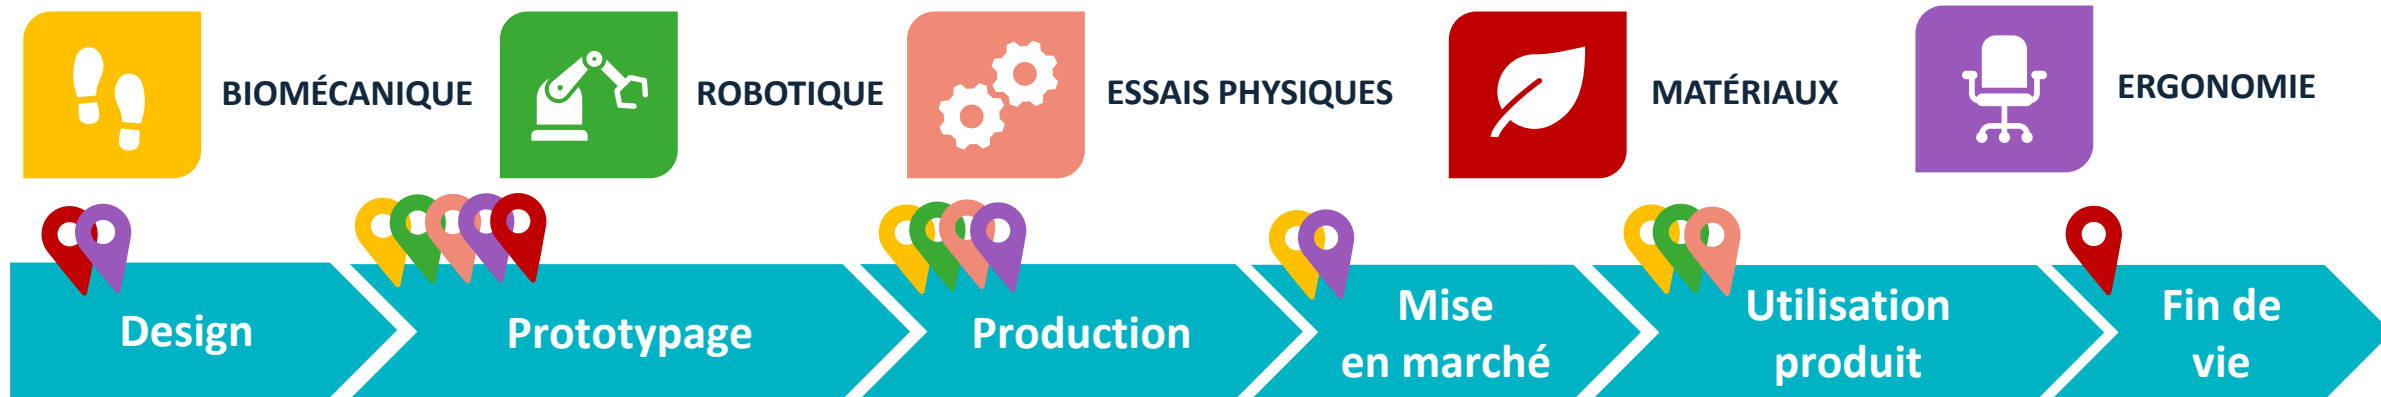 BIOMÉCANIQUE
ROBOTIQUE
ESSAIS PHYSIQUES
MATÉRIAUX
ERGONOMIE
Design
Prototypage
Production
Mise
en marché
Utilisation
produit
Fin de
vie